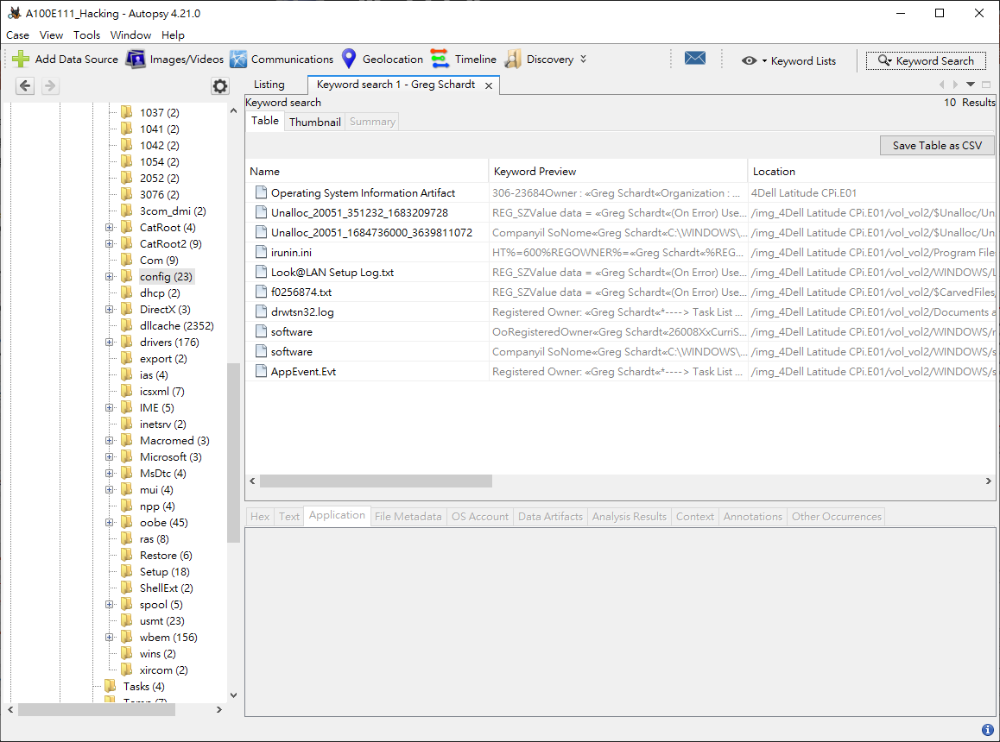 A100E111_Hacking - Autopsy 4.21.0
Case View Tools Window Help
Add Data Source Images/Videos Communications Geolocation Timeline Discovery Keyword Lists Keyword Search
1037 (2)
1041 (2)
1042 (2)
1054 (2)
2052 (2)
3076 (2)
3com_dmi (2)
CatRoot (4)
CatRoot2 (9)
Com (9)
config (23)
dhcp (2)
DirectX (3)
dllcache (2352)
drivers (176)
export (2)
ias (4)
icsxml (7)
IME (5)
inetsrv (2)
Macromed (3)
Microsoft (3)
MsDtc (4)
mui (4)
npp (4)
oobe (45)
ras (8)
Restore (6)
Setup (18)
ShellExt (2)
spool (5)
usmt (23)
wbem (156)
wins (2)
xircom (2)
Tasks (4)
Listing Keyword search 1 - Greg Schardt
Keyword search 10 Results
Table Thumbnail Summary
Save Table as CSV
Name Keyword Preview Location
Operating System Information Artifact 306-23684Owner : «Greg Schardt«Organization : ... 4Dell Latitude CPi.E01
Unalloc_20051_351232_1683209728 REG_SZValue data = «Greg Schardt«(On Error) Use... /img_4Dell Latitude CPi.E01/vol_vol2/$Unalloc/Un
Unalloc_20051_1684736000_3639811072 Companyil SoNome«Greg Schardt«C:\WINDOWS\... /img_4Dell Latitude CPi.E01/vol_vol2/$Unalloc/Un
irunin.ini HT%=600%REGOWNER%=«Greg Schardt«%REG... /img_4Dell Latitude CPi.E01/vol_vol2/Program Files
Look@LAN Setup Log.txt REG_SZValue data = «Greg Schardt«(On Error) Use... /img_4Dell Latitude CPi.E01/vol_vol2/WINDOWS/L
f0256874.txt REG_SZValue data = «Greg Schardt«(On Error) Use... /img_4Dell Latitude CPi.E01/vol_vol2/$CarvedFiles/
drwtsn32.log Registered Owner: «Greg Schardt«*----> Task List ... /img_4Dell Latitude CPi.E01/vol_vol2/Documents a
software OoRegisteredOwner«Greg Schardt«26008XxCurriS... /img_4Dell Latitude CPi.E01/vol_vol2/WINDOWS/r
software Companyil SoNome«Greg Schardt«C:\WINDOWS\... /img_4Dell Latitude CPi.E01/vol_vol2/WINDOWS/s
AppEvent.Evt Registered Owner: «Greg Schardt«*----> Task List ... /img_4Dell Latitude CPi.E01/vol_vol2/WINDOWS/s
Hex Text Application File Metadata OS Account Data Artifacts Analysis Results Context Annotations Other Occurrences